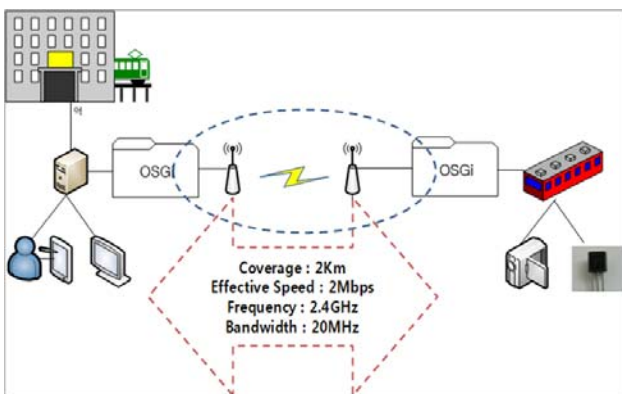 역
OSGi
OSGi
Coverage : 2Km
Effective Speed : 2Mbps
Frequency : 2.4GHz
Bandwidth : 20MHz